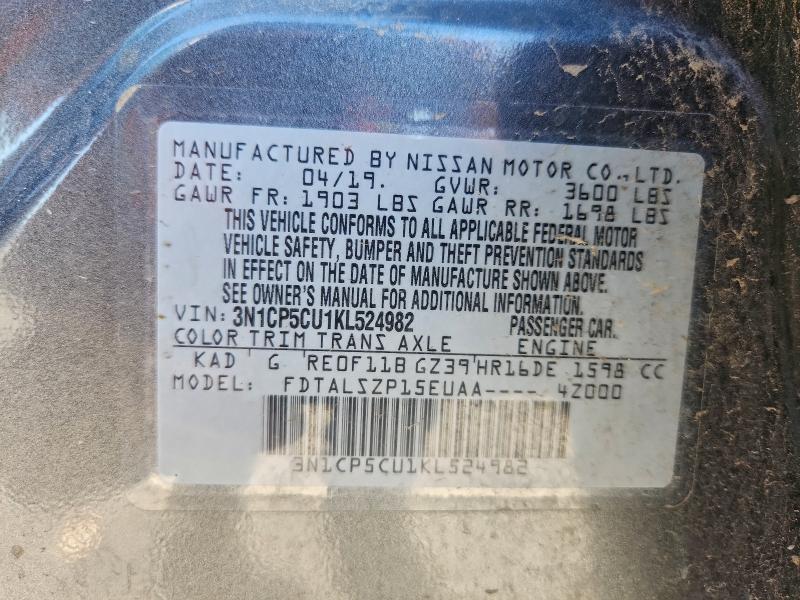 MANUFACTURED BY NISSAN MOTOR CO., LTD.
DATE: 04/19. GVWR: 3600 LBS
GAWR FR: 1903 LBS GAWR RR: 1698 LBS
THIS VEHICLE CONFORMS TO ALL APPLICABLE FEDERAL MOTOR
VEHICLE SAFETY, BUMPER AND THEFT PREVENTION STANDARDS
IN EFFECT ON THE DATE OF MANUFACTURE SHOWN ABOVE.
SEE OWNER'S MANUAL FOR ADDITIONAL INFORMATION.
VIN: 3N1CP5CU1KL524982 PASSENGER CAR.
COLOR TRIM TRANS AXLE ENGINE
KAD G RE0F11B GZ39 HR16DE 1598 CC
MODEL: FDTALSZP15EUAA---- 4Z000
3N1CP5CU1KL524982